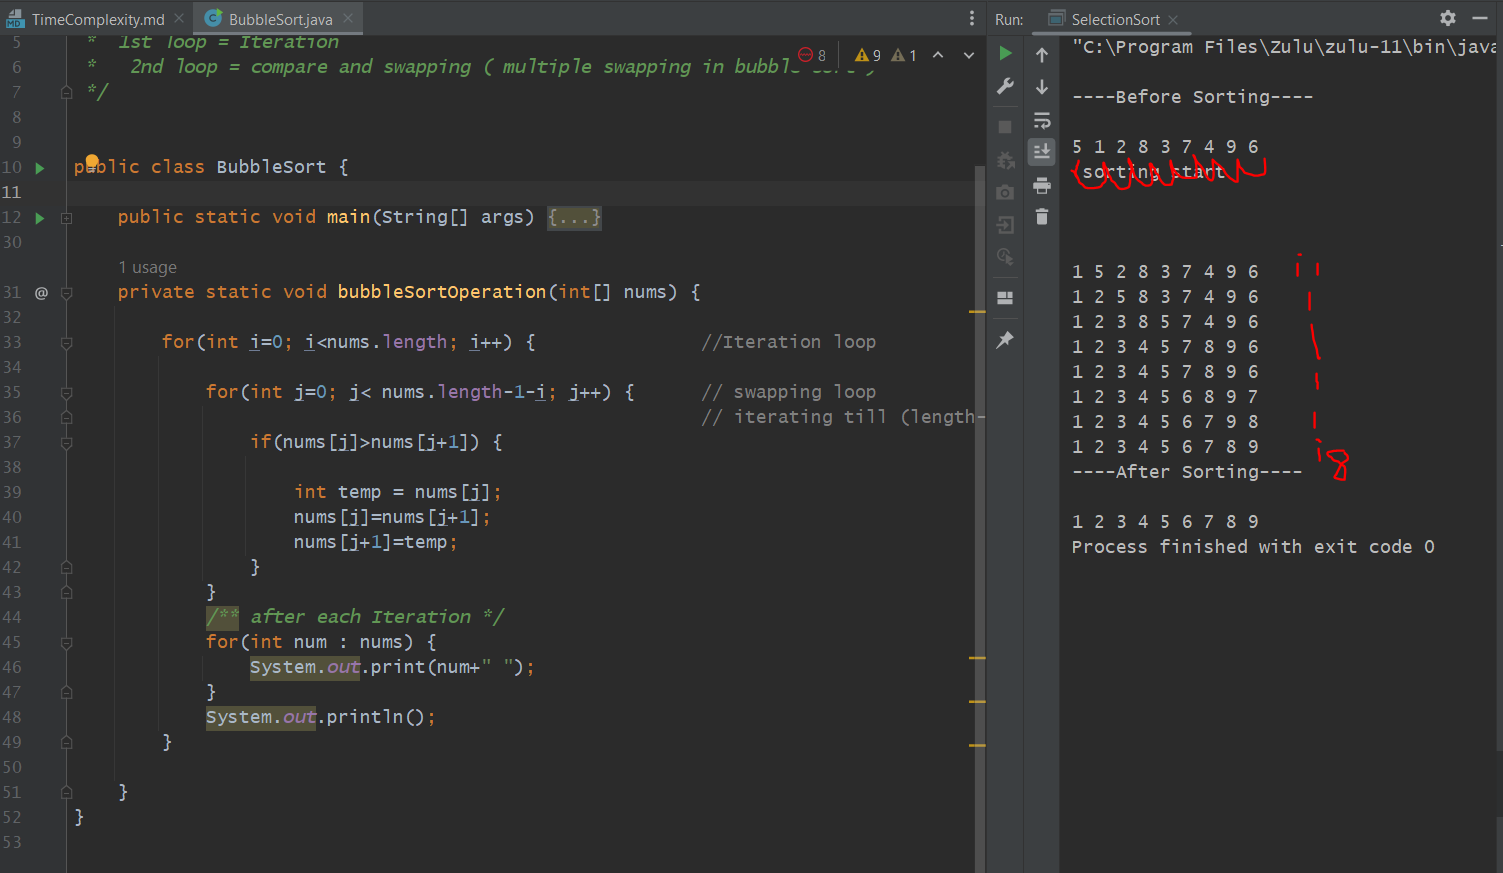 TimeComplexity.md
BubbleSort.java
Run:
SelectionSort
8 9 1
5 * 1st loop = Iteration
6 * 2nd loop = compare and swapping ( multiple swapping in bubble
7 */
8
9
10 public class BubbleSort {
11
12 public static void main(String[] args) {...}
30
1 usage
31 @ private static void bubbleSortOperation(int[] nums) {
32
33 for(int i=0; i<nums.length; i++) { //Iteration loop
34
35 for(int j=0; j< nums.length-1-i; j++) { // swapping loop
36 // iterating till (length-
37 if(nums[j]>nums[j+1]) {
38
39 int temp = nums[j];
40 nums[j]=nums[j+1];
41 nums[j+1]=temp;
42 }
43 }
44 /** after each Iteration */
45 for(int num : nums) {
46 System.out.print(num+" ");
47 }
48 System.out.println();
49 }
50
51 }
52 }
53
"C:\Program Files\Zulu\zulu-11\bin\java
----Before Sorting----
5 1 2 8 3 7 4 9 6
sorting start
1 5 2 8 3 7 4 9 6
1 2 5 8 3 7 4 9 6
1 2 3 8 5 7 4 9 6
1 2 3 4 5 7 8 9 6
1 2 3 4 5 7 8 9 6
1 2 3 4 5 6 8 9 7
1 2 3 4 5 6 7 9 8
1 2 3 4 5 6 7 8 9
i8
----After Sorting----
1 2 3 4 5 6 7 8 9
Process finished with exit code 0